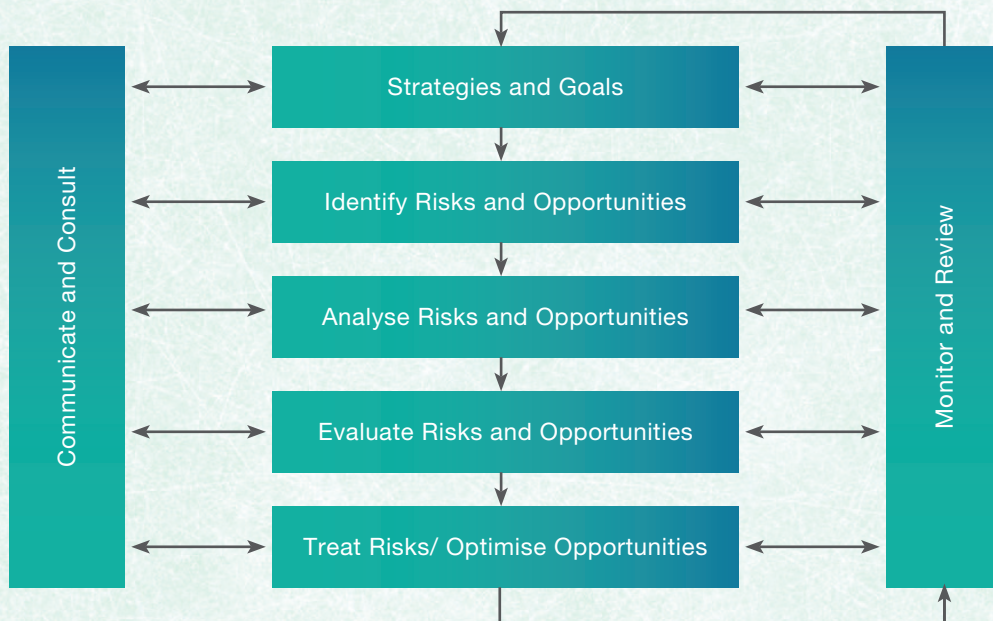 Communicate and Consult
Strategies and Goals
Identify Risks and Opportunities
Analyse Risks and Opportunities
Evaluate Risks and Opportunities
Treat Risks/ Optimise Opportunities
Monitor and Review